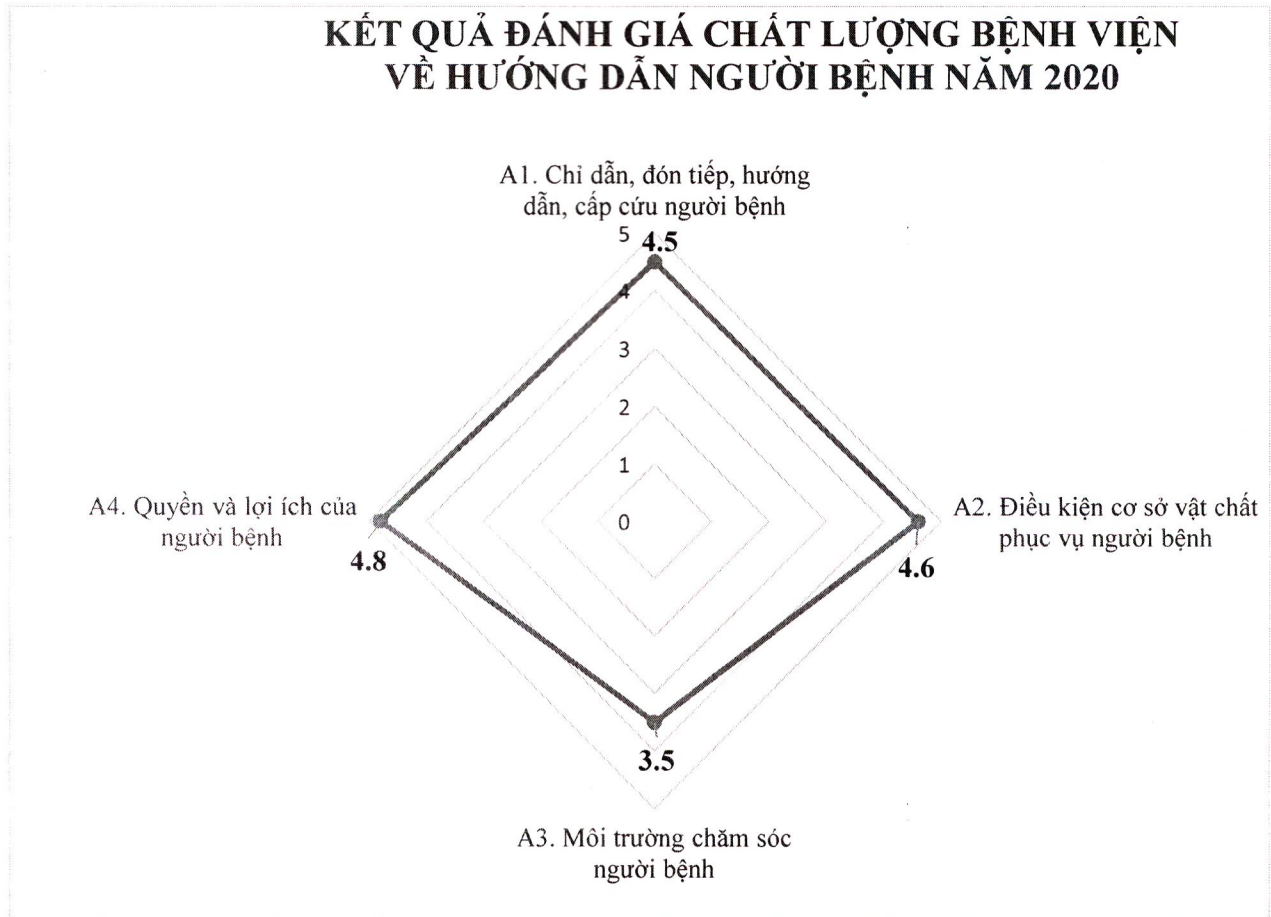 KẾT QUẢ ĐÁNH GIÁ CHẤT LƯỢNG BỆNH VIỆN
VỀ HƯỚNG DẪN NGƯỜI BỆNH NĂM 2020
A1. Chỉ dẫn, đón tiếp, hướng
dẫn, cấp cứu người bệnh
5
4.5
4
3
2
1
0
A4. Quyền và lợi ích của
người bệnh
4.8
A2. Điều kiện cơ sở vật chất
phục vụ người bệnh
4.6
3.5
A3. Môi trường chăm sóc
người bệnh